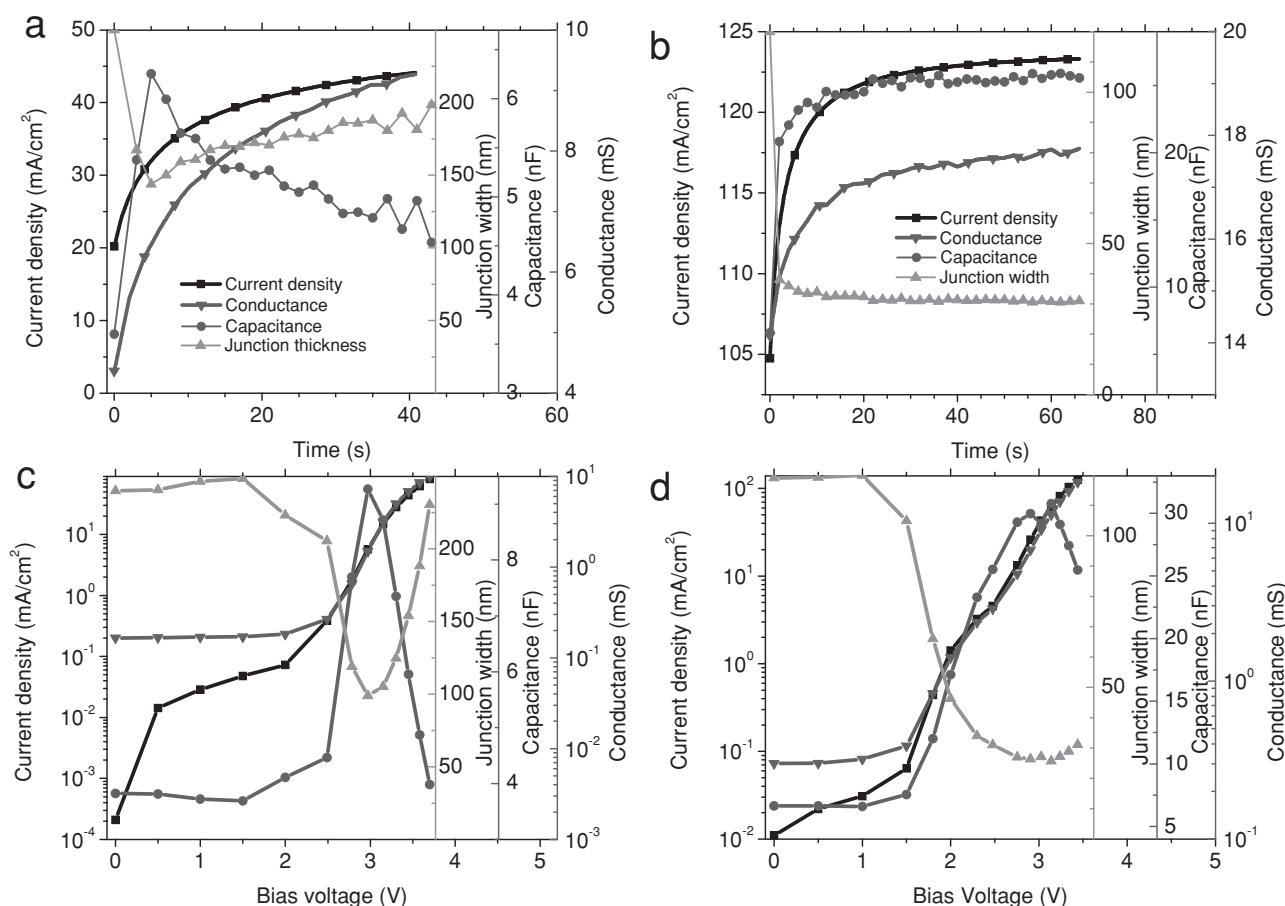 a
Current density (mA/cm²)
50
40
30
20
10
0
0
20
40
60
Time (s)
Current density
Conductance
Capacitance
Junction thickness
200
150
100
50
Junction width (nm)
6
5
4
3
Capacitance (nF)
10
8
6
4
Conductance (mS)
b
Current density (mA/cm²)
125
120
115
110
105
0
20
40
60
80
Time (s)
Current density
Conductance
Capacitance
Junction width
100
50
0
Junction width (nm)
20
10
Capacitance (nF)
20
18
16
14
Conductance (mS)
c
Current density (mA/cm²)
10¹
10⁰
10⁻¹
10⁻²
10⁻³
10⁻⁴
0
1
2
3
4
5
Bias voltage (V)
200
150
100
50
Junction width (nm)
8
6
4
Capacitance (nF)
10¹
10⁰
10⁻¹
10⁻²
10⁻³
Conductance (mS)
d
Current density (mA/cm²)
10²
10¹
10⁰
10⁻¹
10⁻²
0
1
2
3
4
5
Bias Voltage (V)
100
50
Junction width (nm)
30
25
20
15
10
5
Capacitance (nF)
10¹
10⁰
10⁻¹
Conductance (mS)